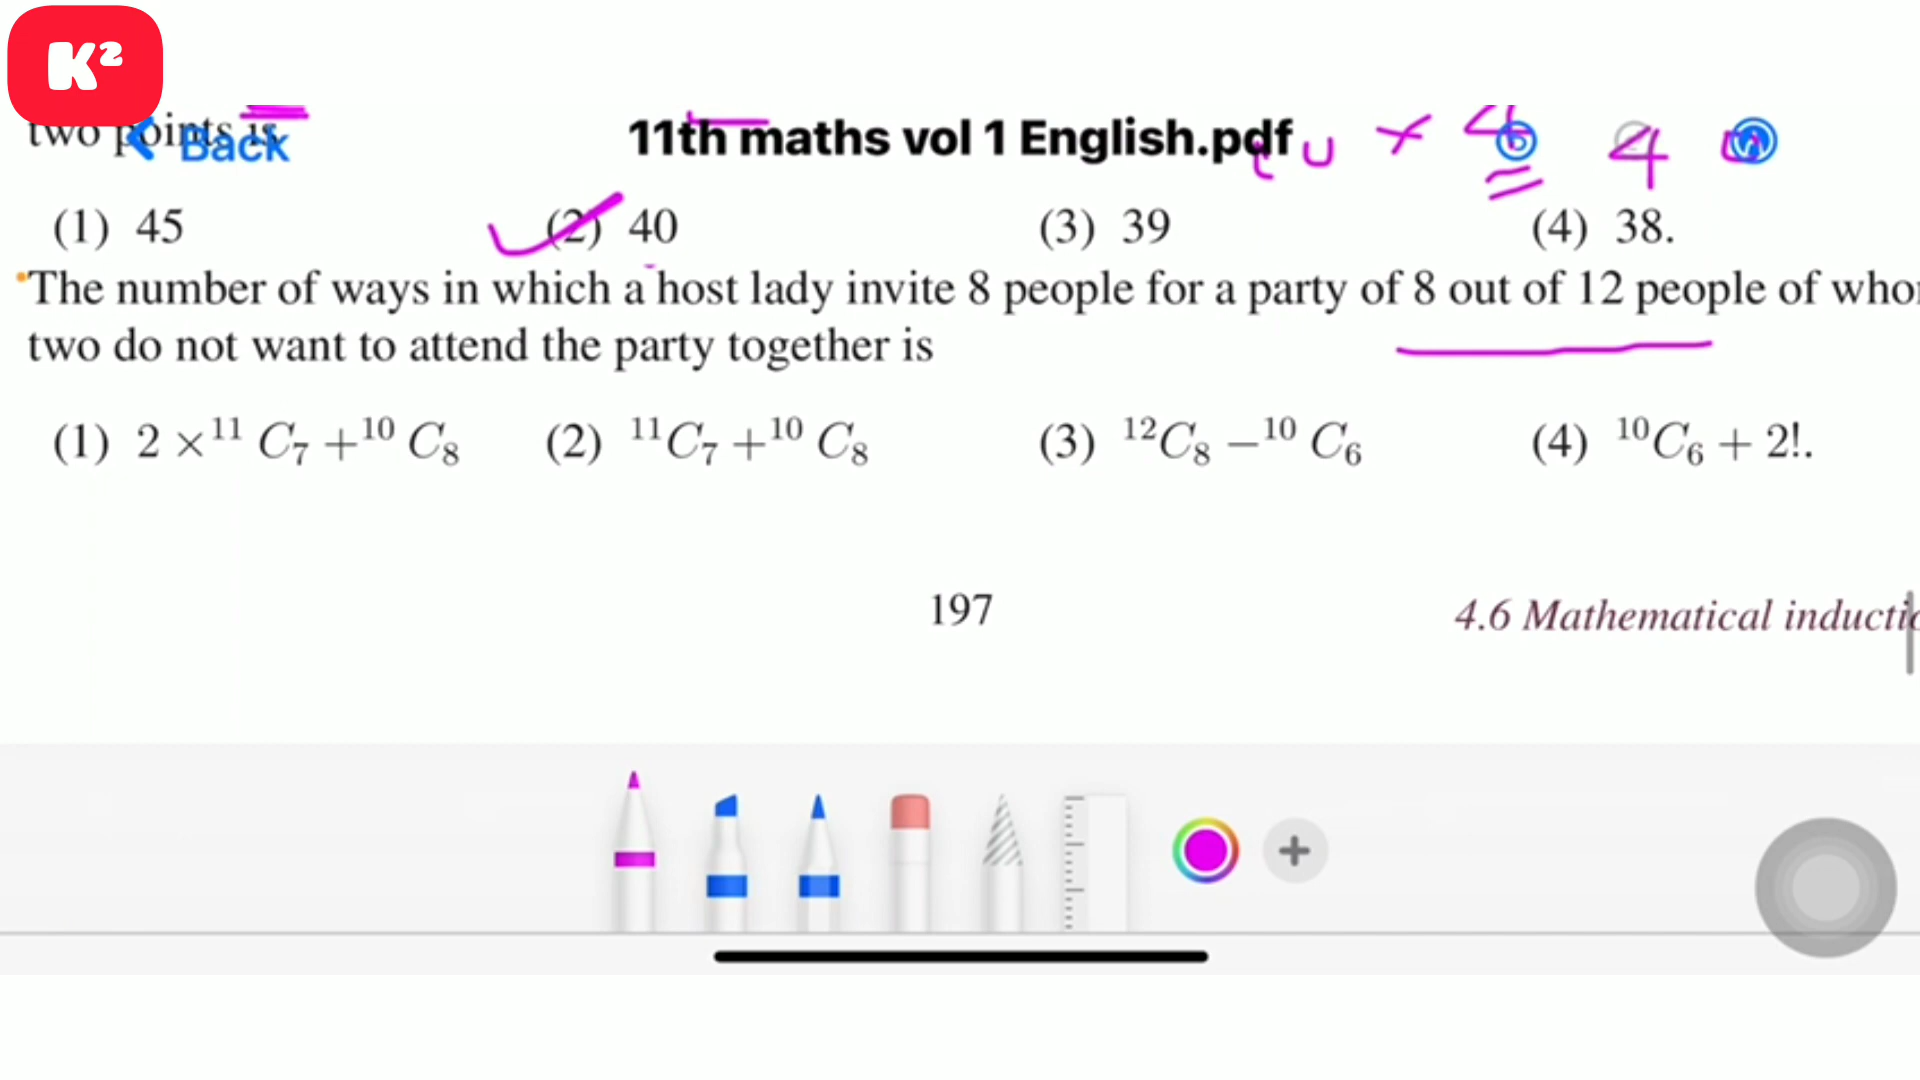 K²
two points is
Back
11th maths vol 1 English.pdf
× 4 4
(1) 45 (2) 40 (3) 39 (4) 38.
The number of ways in which a host lady invite 8 people for a party of 8 out of 12 people of who
two do not want to attend the party together is
(1) 2 ×¹¹ C₇ +¹⁰ C₈ (2) ¹¹C₇ +¹⁰ C₈ (3) ¹²C₈ −¹⁰ C₆ (4) ¹⁰C₆ + 2!.
197
4.6 Mathematical inducti